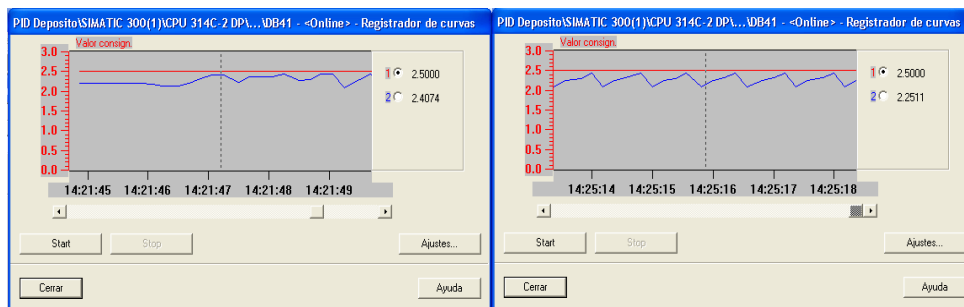 PID Deposito\SIMATIC 300(1)\CPU 314C-2 DP\...\DB41 - <Online> - Registrador de curvas
Valor consign.
3.0
2.5
2.0
1.5
1.0
0.5
0.0
1 2.5000
2 2.4074
14:21:45 14:21:46 14:21:47 14:21:48 14:21:49
Start Stop Ajustes...
Cerrar Ayuda
PID Deposito\SIMATIC 300(1)\CPU 314C-2 DP\...\DB41 - <Online> - Registrador de curvas
Valor consign.
3.0
2.5
2.0
1.5
1.0
0.5
0.0
1 2.5000
2 2.2511
14:25:14 14:25:15 14:25:16 14:25:17 14:25:18
Start Stop Ajustes...
Cerrar Ayuda